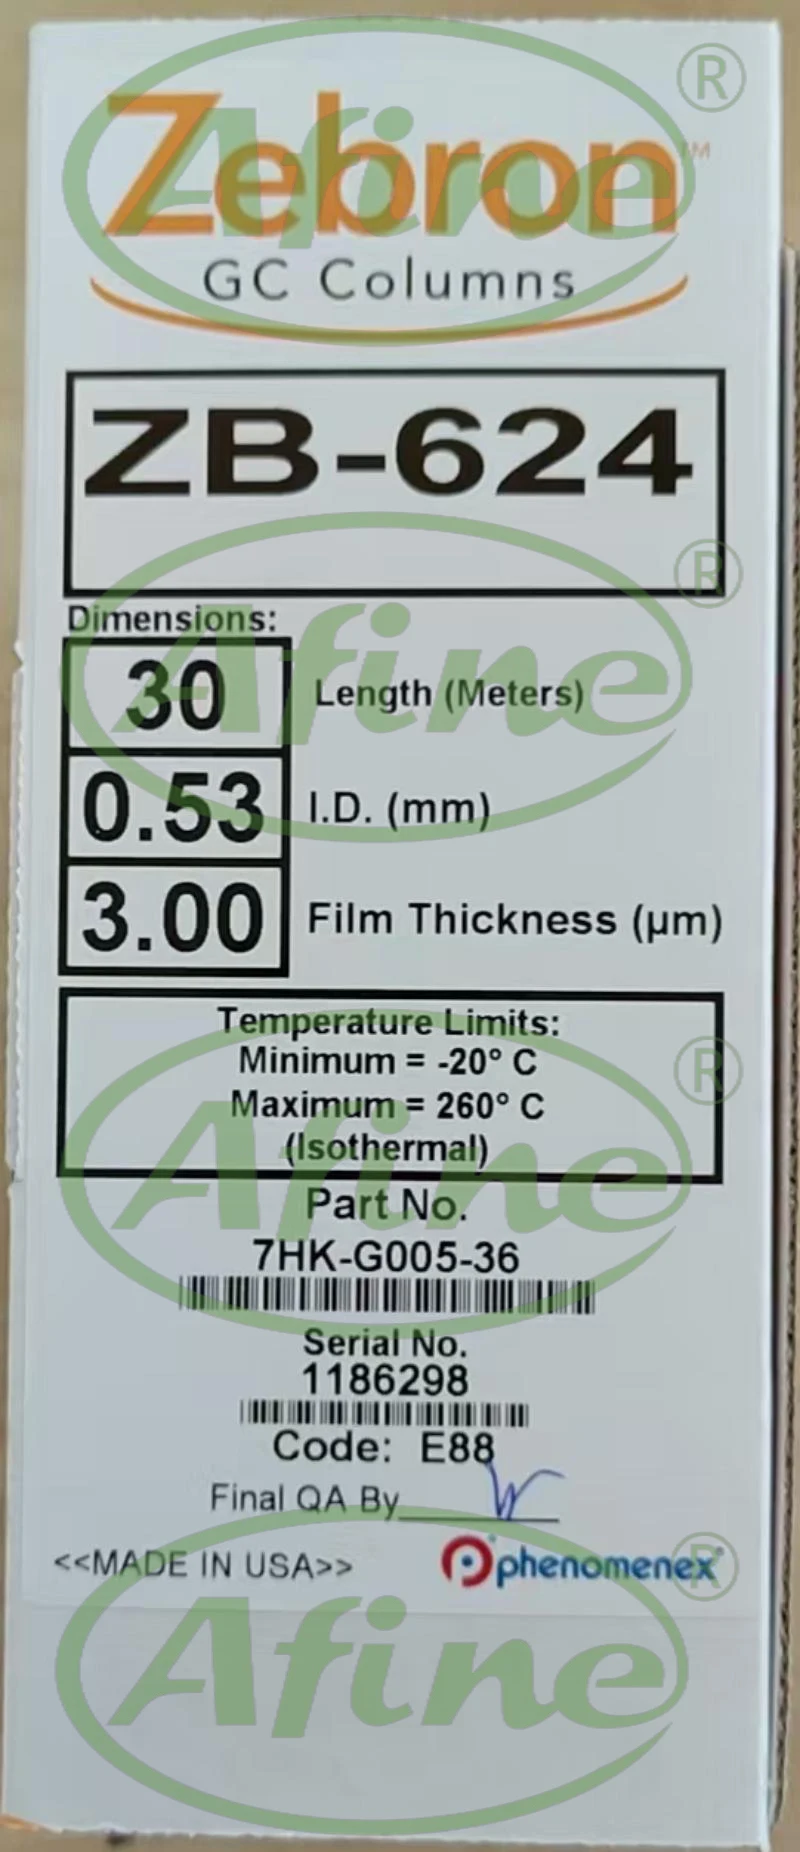 Zebron™
GC Columns
ZB-624
Dimensions:
30 Length (Meters)
0.53 I.D. (mm)
3.00 Film Thickness (µm)
Temperature Limits:
Minimum = -20° C
Maximum = 260° C
(Isothermal)
Part No.
7HK-G005-36
Serial No.
1186298
Code: E88
Final QA By
<<MADE IN USA>> phenomenex
Afine®
Afine®
Afine®
Afine®